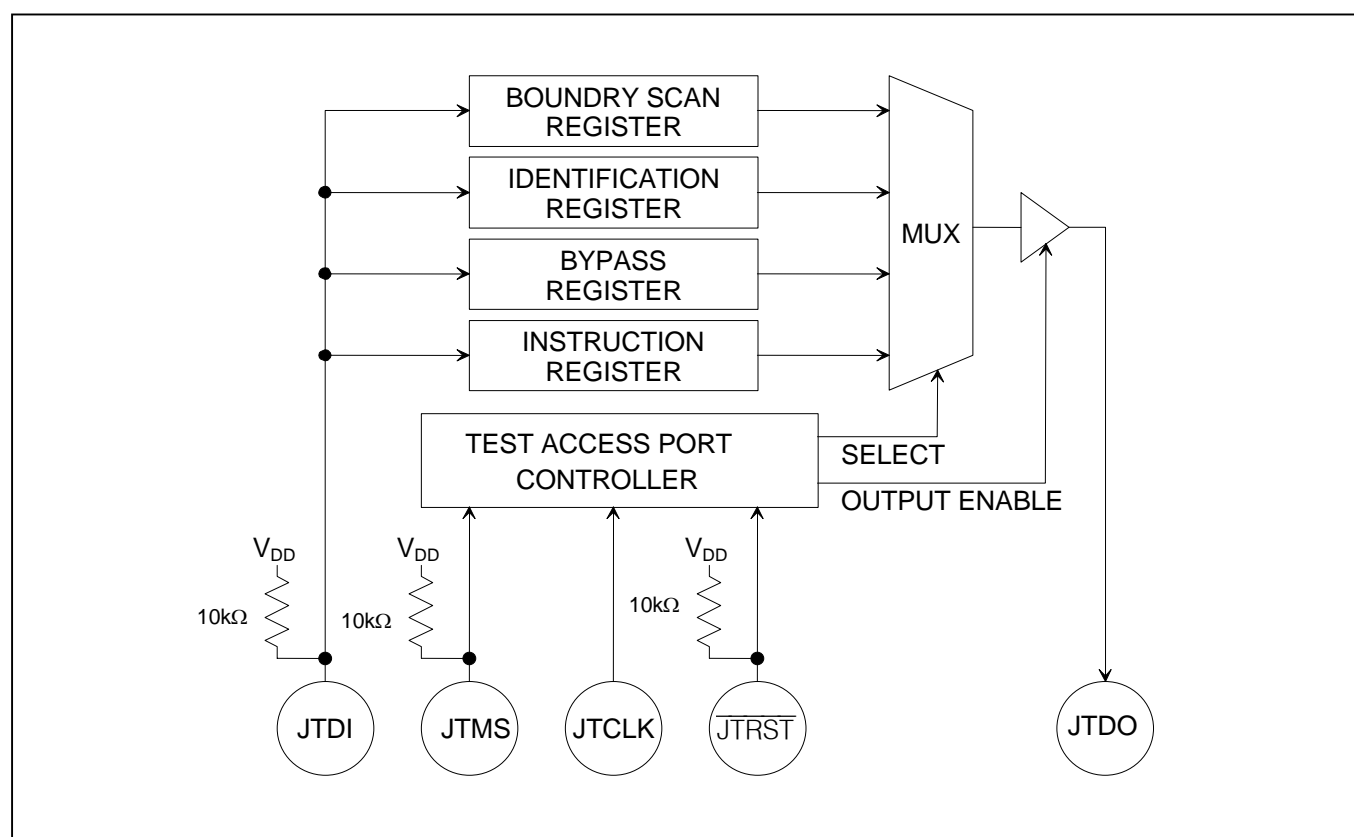 BOUNDRY SCAN
REGISTER
IDENTIFICATION
REGISTER
BYPASS
REGISTER
INSTRUCTION
REGISTER
MUX
TEST ACCESS PORT
CONTROLLER
SELECT
OUTPUT ENABLE
VDD
10kΩ
VDD
10kΩ
VDD
10kΩ
JTDI
JTMS
JTCLK
JTRST
JTDO